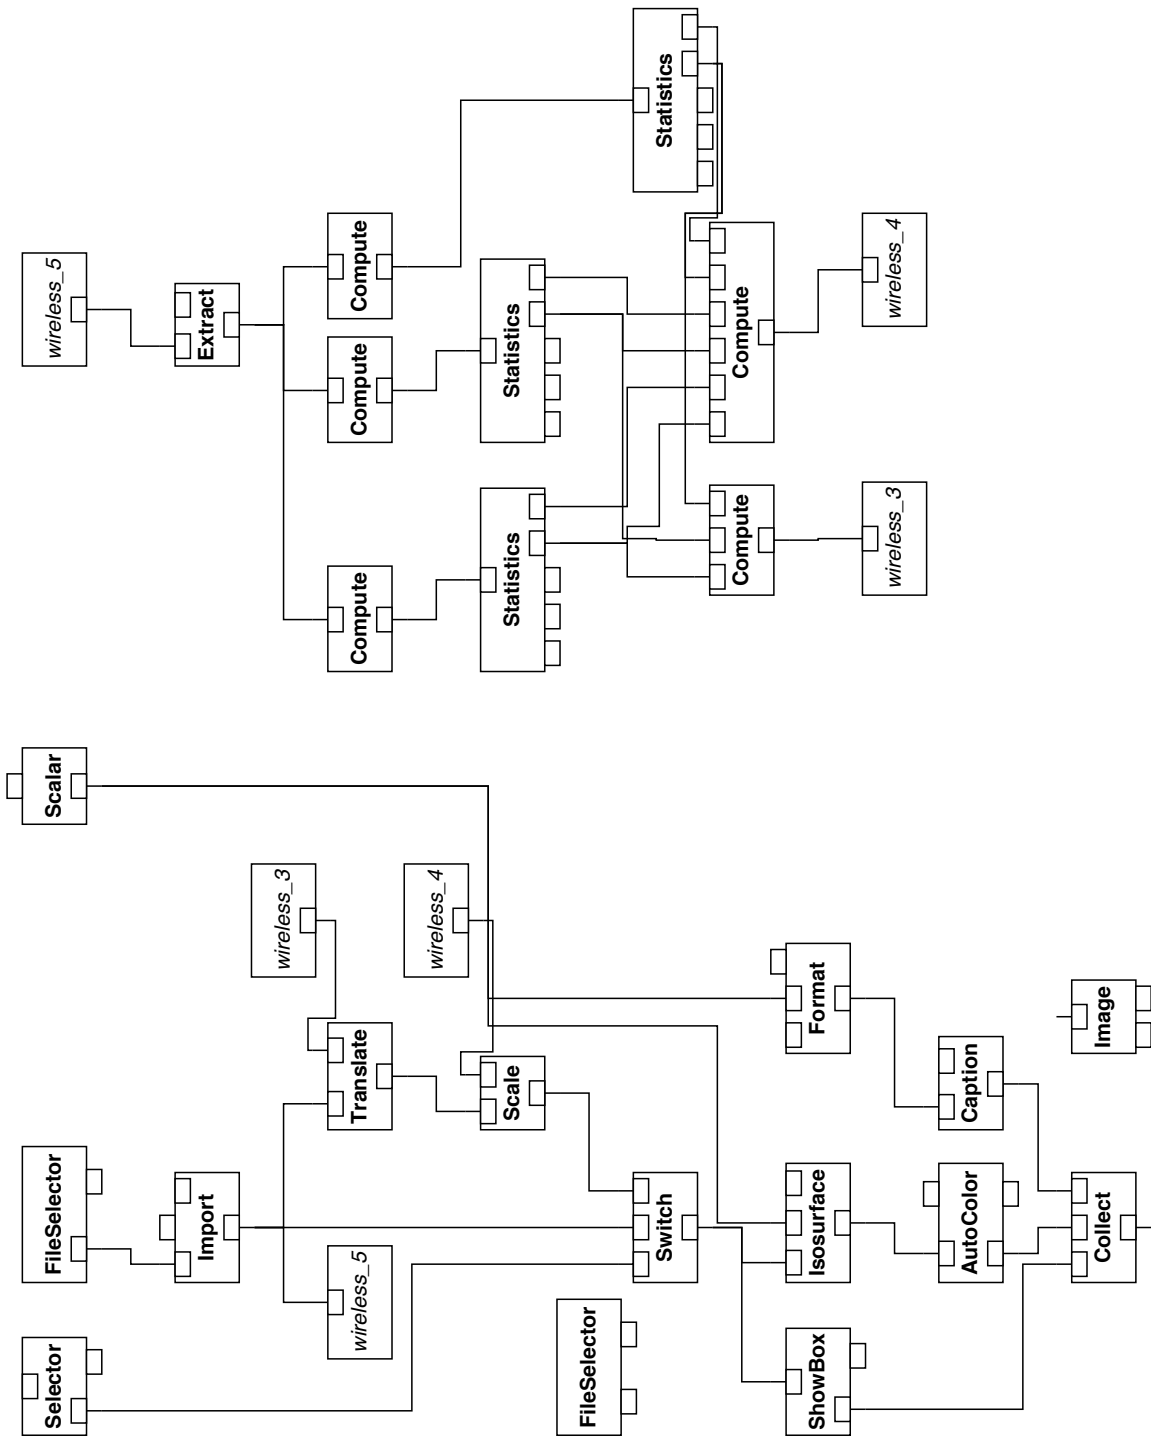 Selector
FileSelector
Scalar
wireless_5
Import
Extract
wireless_3
wireless_5
Translate
Compute
Compute
Compute
wireless_4
Scale
Statistics
Statistics
FileSelector
Switch
Statistics
Compute
Compute
ShowBox
Isosurface
Format
wireless_3
wireless_4
AutoColor
Caption
Collect
Image